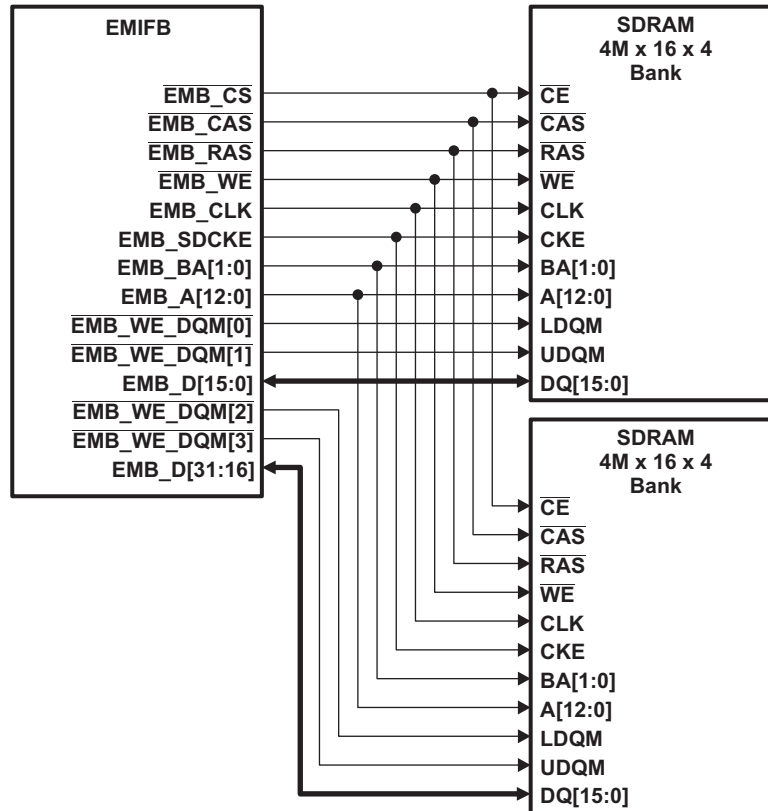 EMIFB
EMB_CS
EMB_CAS
EMB_RAS
EMB_WE
EMB_CLK
EMB_SDCKE
EMB_BA[1:0]
EMB_A[12:0]
EMB_WE_DQM[0]
EMB_WE_DQM[1]
EMB_D[15:0]
EMB_WE_DQM[2]
EMB_WE_DQM[3]
EMB_D[31:16]
SDRAM
4M x 16 x 4
Bank
CE
CAS
RAS
WE
CLK
CKE
BA[1:0]
A[12:0]
LDQM
UDQM
DQ[15:0]
SDRAM
4M x 16 x 4
Bank
CE
CAS
RAS
WE
CLK
CKE
BA[1:0]
A[12:0]
LDQM
UDQM
DQ[15:0]